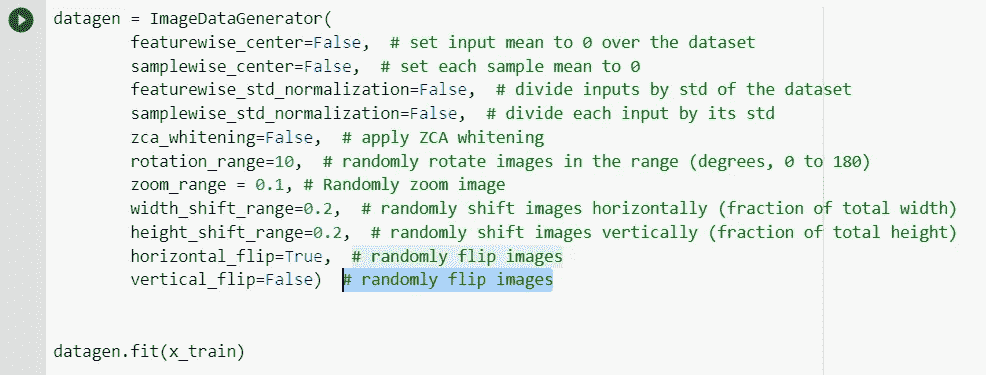 datagen = ImageDataGenerator(
        featurewise_center=False,  # set input mean to 0 over the dataset
        samplewise_center=False,  # set each sample mean to 0
        featurewise_std_normalization=False,  # divide inputs by std of the dataset
        samplewise_std_normalization=False,  # divide each input by its std
        zca_whitening=False,  # apply ZCA whitening
        rotation_range=10,  # randomly rotate images in the range (degrees, 0 to 180)
        zoom_range = 0.1, # Randomly zoom image
        width_shift_range=0.2,  # randomly shift images horizontally (fraction of total width)
        height_shift_range=0.2,  # randomly shift images vertically (fraction of total height)
        horizontal_flip=True,  # randomly flip images
        vertical_flip=False)  # randomly flip images
datagen.fit(x_train)